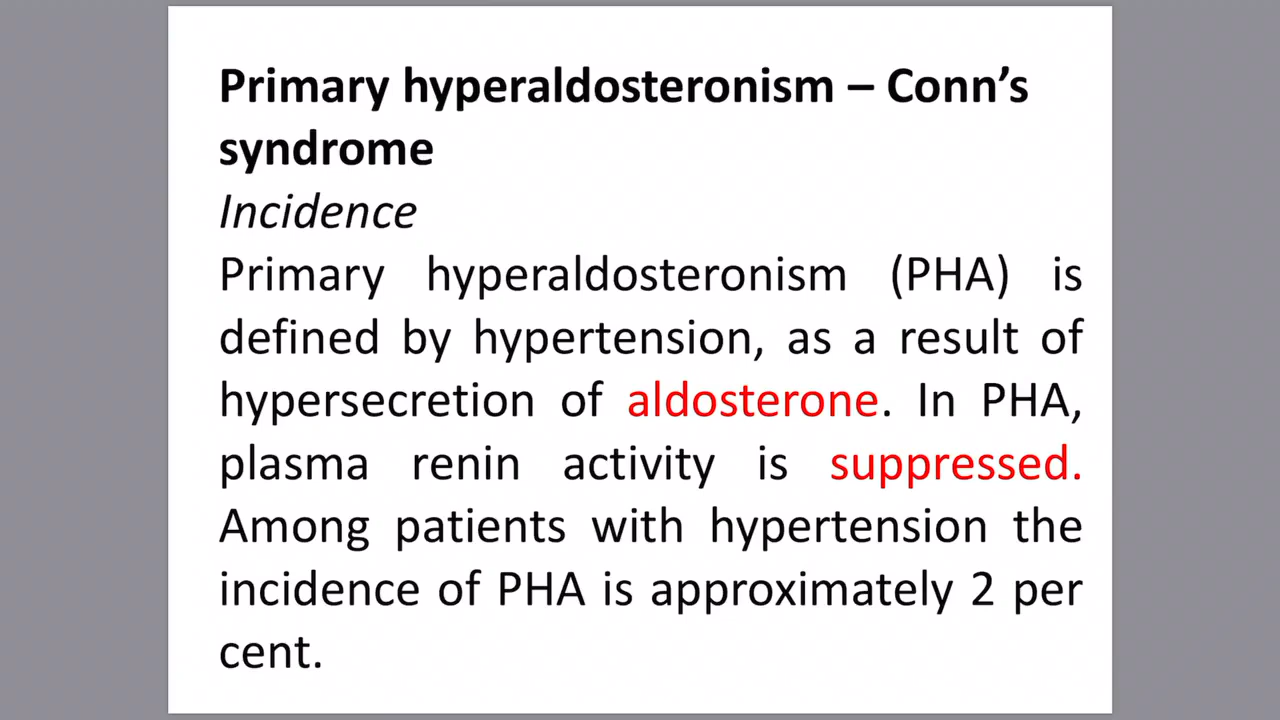 Primary hyperaldosteronism – Conn’s
syndrome
Incidence
Primary hyperaldosteronism (PHA) is
defined by hypertension, as a result of
hypersecretion of aldosterone. In PHA,
plasma renin activity is suppressed.
Among patients with hypertension the
incidence of PHA is approximately 2 per
cent.